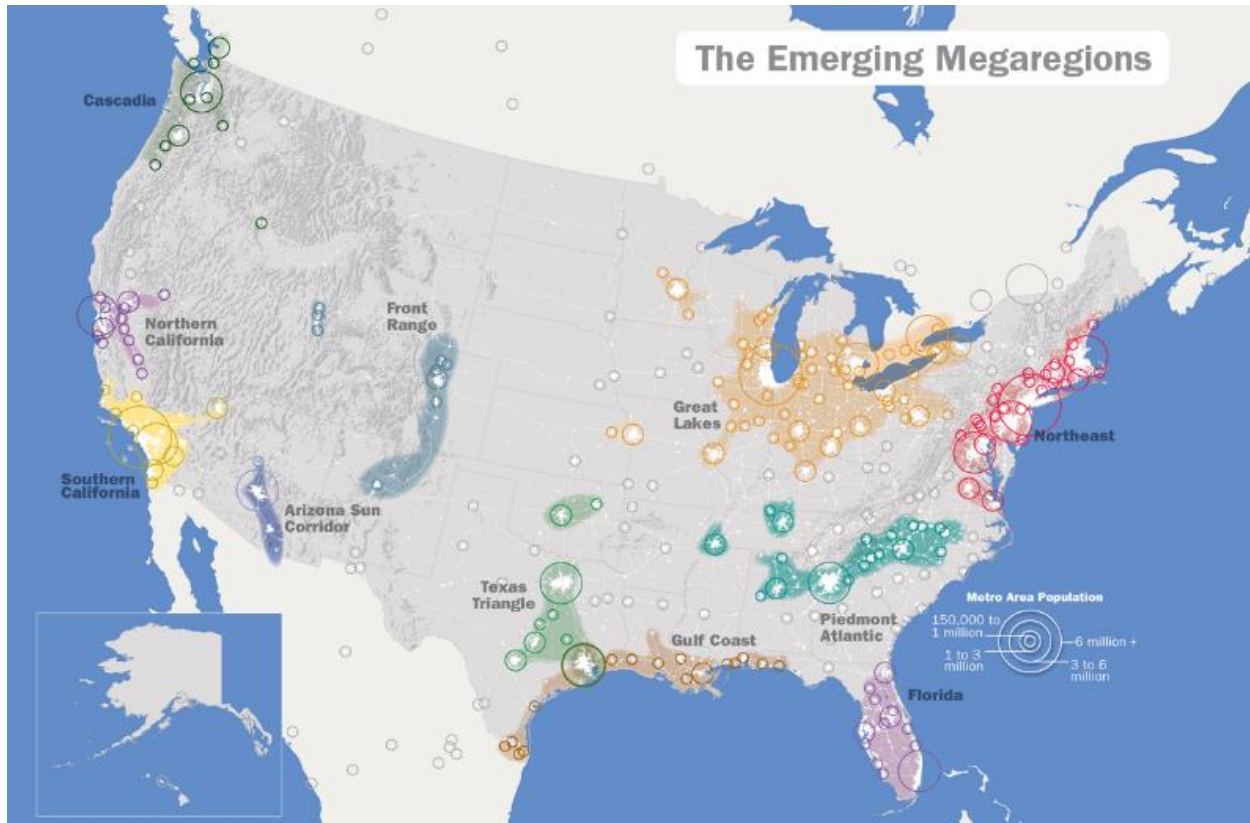 The Emerging Megaregions
Cascadia
Northern
California
Front
Range
Great
Lakes
Northeast
Southern
California
Arizona Sun
Corridor
Texas
Triangle
Gulf Coast
Piedmont
Atlantic
Florida
Metro Area Population
150,000 to
1 million
1 to 3
million
6 million +
3 to 6
million